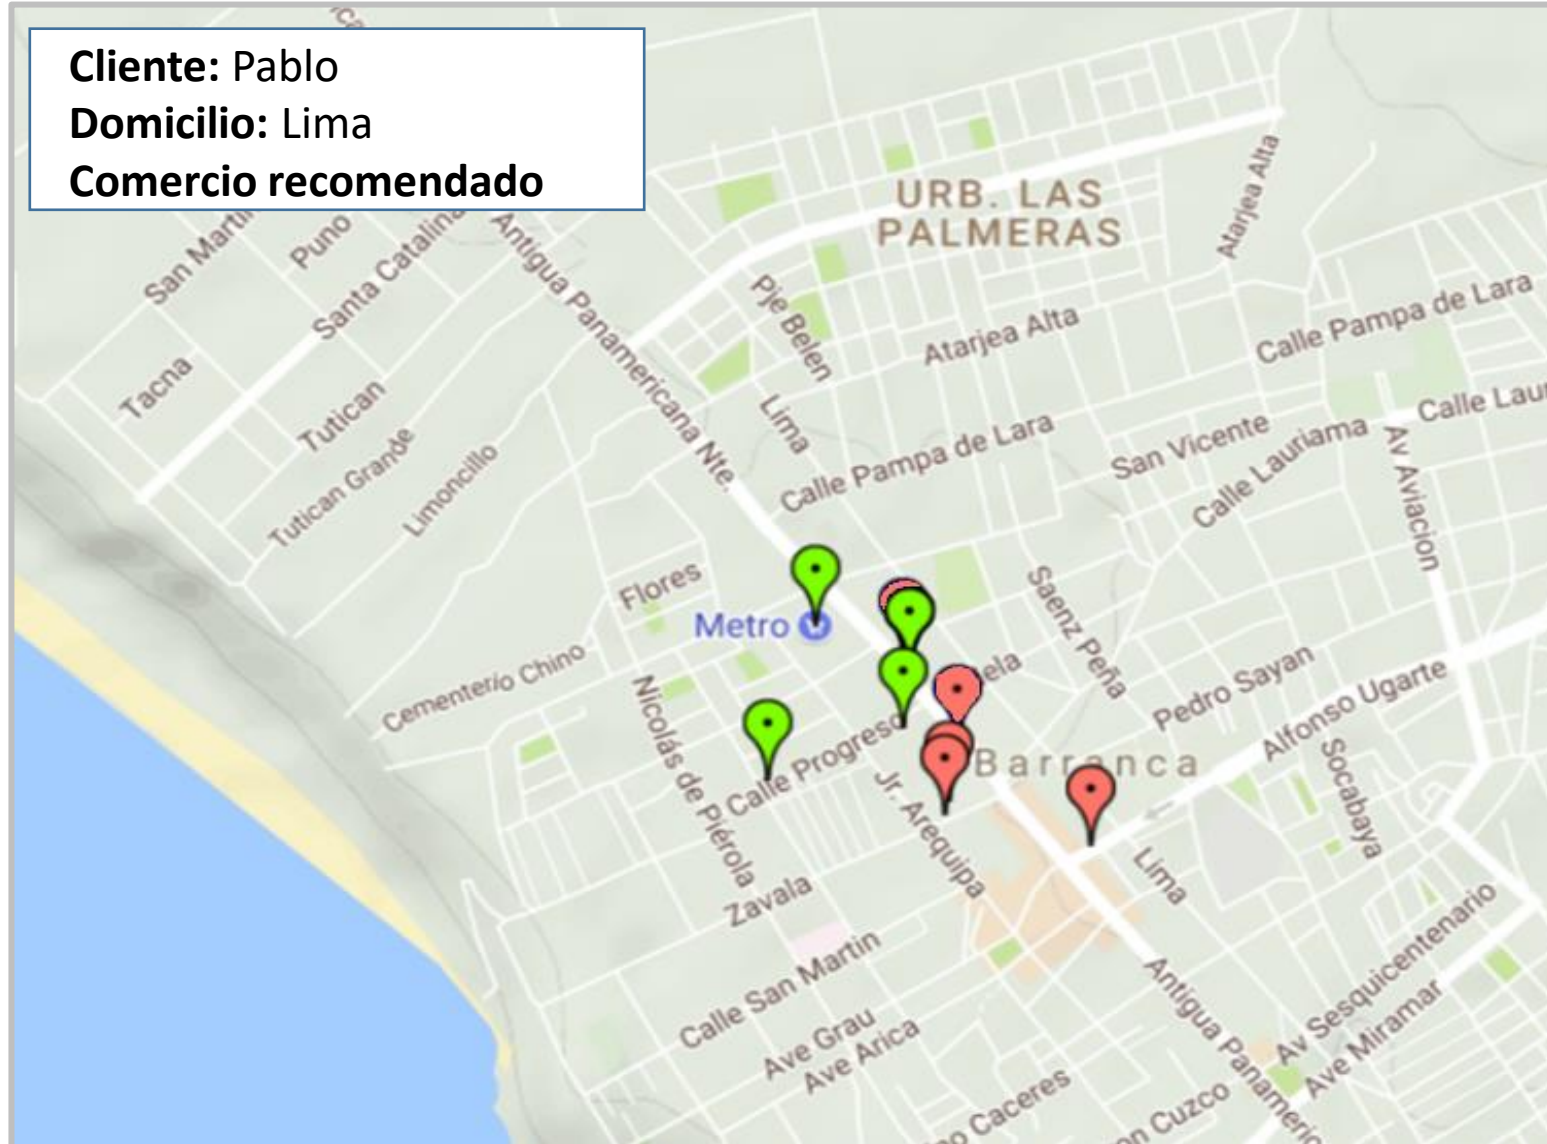 Cliente: Pablo
Domicilio: Lima
Comercio recomendado
San Martin
Puno
Santa Catalina
Antigua Panamericana Nte.
URB. LAS
PALMERAS
Atarjea Alta
Pje Belen
Atarjea Alta
Calle Pampa de Lara
Tacna
Tutican
Tutican Grande
Limoncillo
Lima
Calle Pampa de Lara
San Vicente
Calle Lauriama
Av Aviacion
Flores
Metro
Saenz Peña
Cementerio Chino
Nicolás de Piérola
Calle Progreso
Pedro Sayan
Alfonso Ugarte
Barranca
Socabaya
Jr. Arequipa
Lima
Zavala
Calle San Martin
Ave Grau
Ave Arica
Antigua Panameric
Av Sesquicentenario
Ave Miramar
Caceres
Cuzco